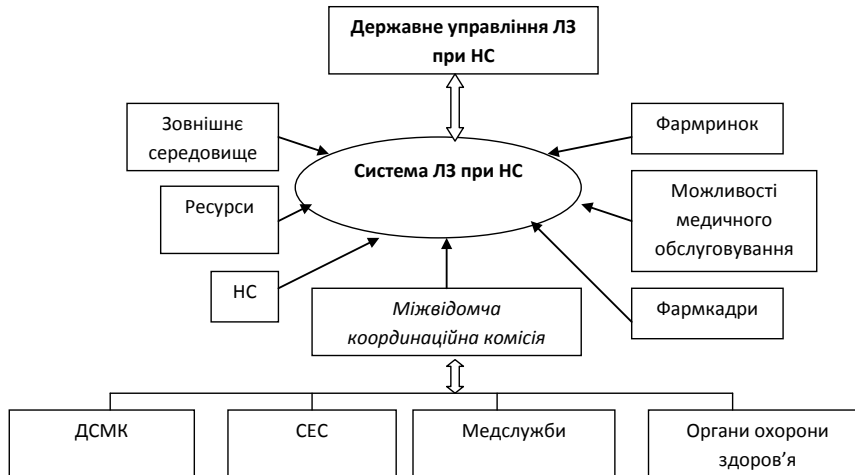 Державне управління ЛЗ
при НС
Зовнішнє
середовище
Фармринок
Система ЛЗ при НС
Ресурси
Можливості
медичного
обслуговування
НС
Міжвідомча
координаційна комісія
Фармкадри
ДСМК
СЕС
Медслужби
Органи охорони
здоров’я